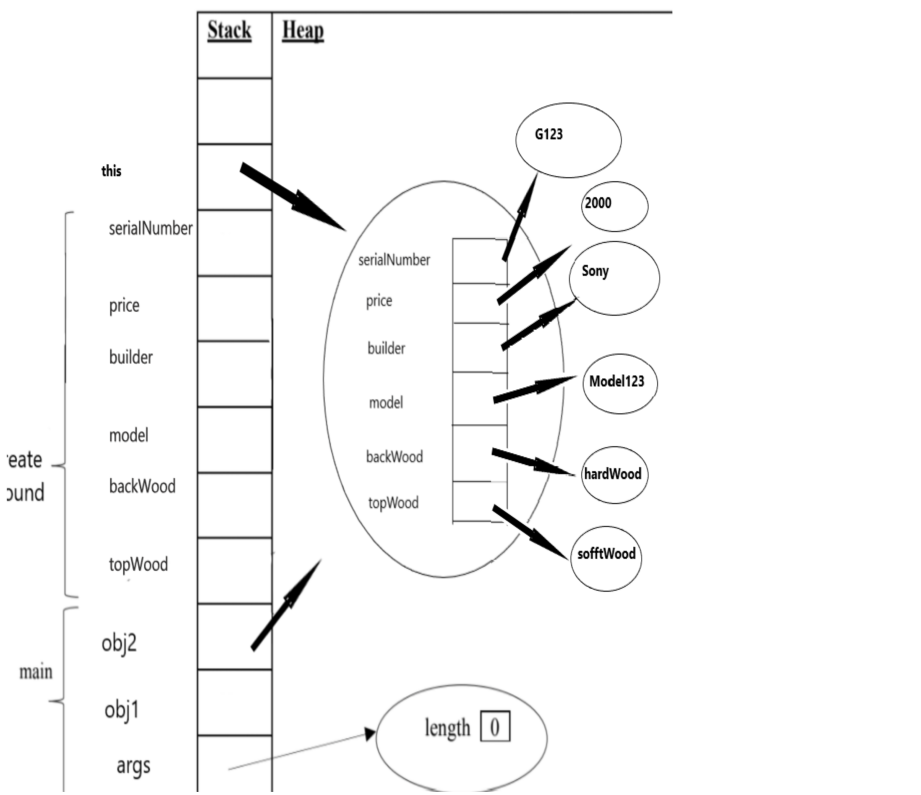 Stack Heap
G123
this
2000
serialNumber
serialNumber
Sony
price
price
builder
builder
model
Model123
model
backWood
hardWood
reate
ound
backWood
topWood
topWood
sofftWood
obj2
main
obj1
length 0
args